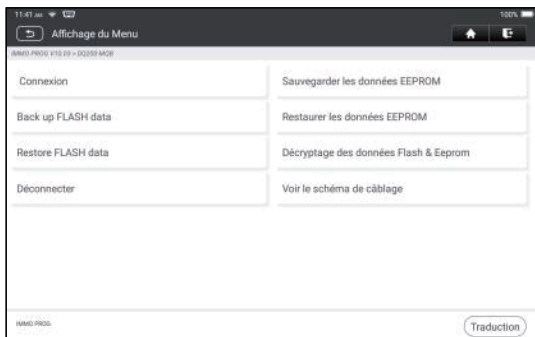 11:41 AM
100%
Affichage du Menu
IMMO PROG V10.03 > DQ250 MQB
Connexion
Sauvegarder les données EEPROM
Back up FLASH data
Restaurer les données EEPROM
Restore FLASH data
Décryptage des données Flash & Eeprom
Déconnecter
Voir le schéma de câblage
IMMO PROG
Traduction